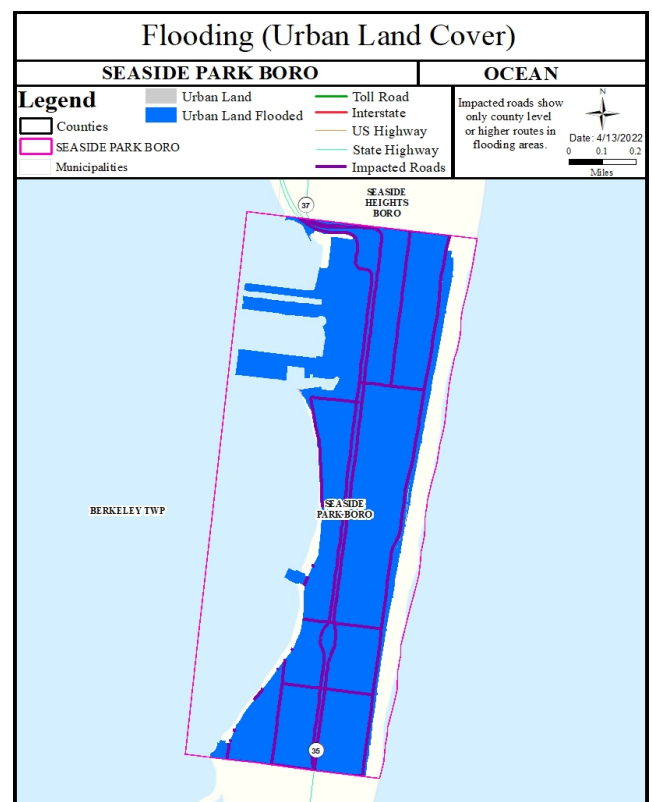 Flooding (Urban Land Cover)
SEASIDE PARK BORO
OCEAN
Legend
Counties
SEASIDE PARK BORO
Municipalities
Urban Land
Urban Land Flooded
Toll Road
Interstate
US Highway
State Highway
Impacted Roads
Impacted roads show
only county level
or higher routes in
flooding areas.
N
Date: 4/13/2022
0 0.1 0.2
Miles
SEASIDE
HEIGHTS
BORO
37
BERKELEY TWP
SEASIDE
PARK BORO
35